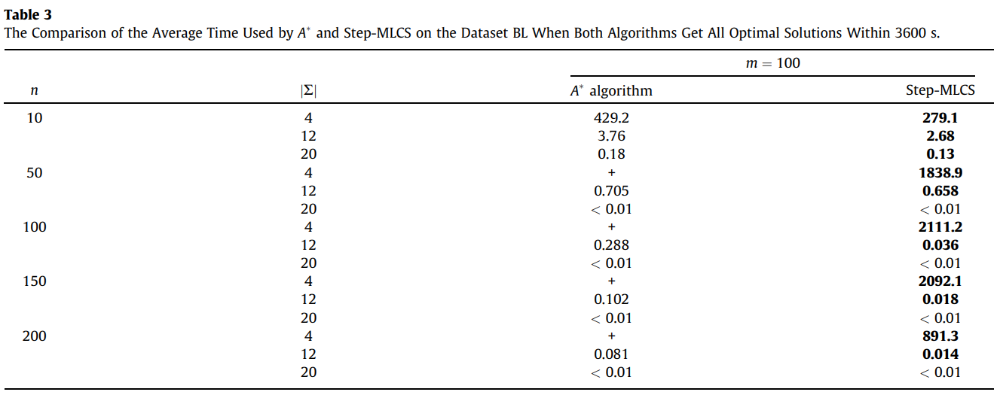 Table 3
The Comparison of the Average Time Used by A* and Step-MLCS on the Dataset BL When Both Algorithms Get All Optimal Solutions Within 3600 s.
m = 100
n |Σ| A* algorithm Step-MLCS
10 4 429.2 279.1
12 3.76 2.68
20 0.18 0.13
50 4 + 1838.9
12 0.705 0.658
20 < 0.01 < 0.01
100 4 + 2111.2
12 0.288 0.036
20 < 0.01 < 0.01
150 4 + 2092.1
12 0.102 0.018
20 < 0.01 < 0.01
200 4 + 891.3
12 0.081 0.014
20 < 0.01 < 0.01